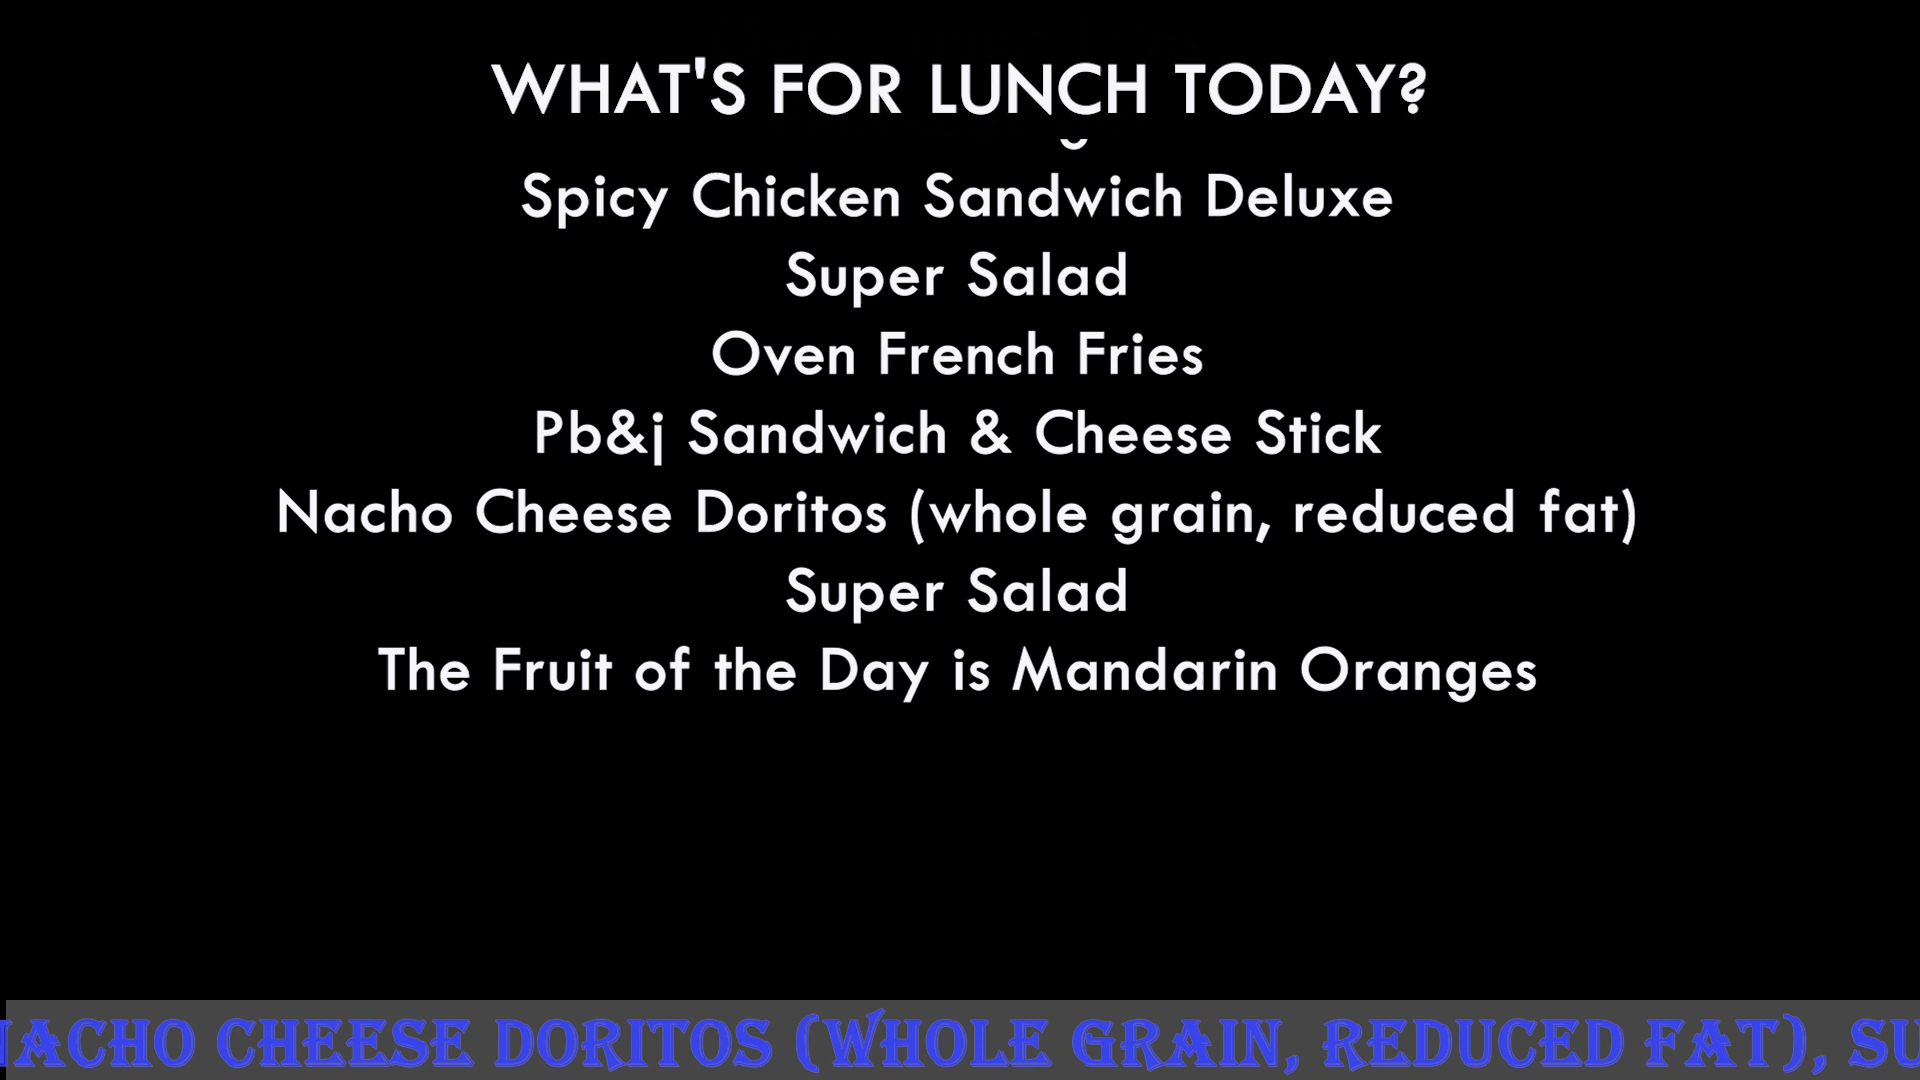 WHAT'S FOR LUNCH TODAY?
Spicy Chicken Sandwich Deluxe
Super Salad
Oven French Fries
Pb&j Sandwich & Cheese Stick
Nacho Cheese Doritos (whole grain, reduced fat)
Super Salad
The Fruit of the Day is Mandarin Oranges
NACHO CHEESE DORITOS (WHOLE GRAIN, REDUCED FAT), SU